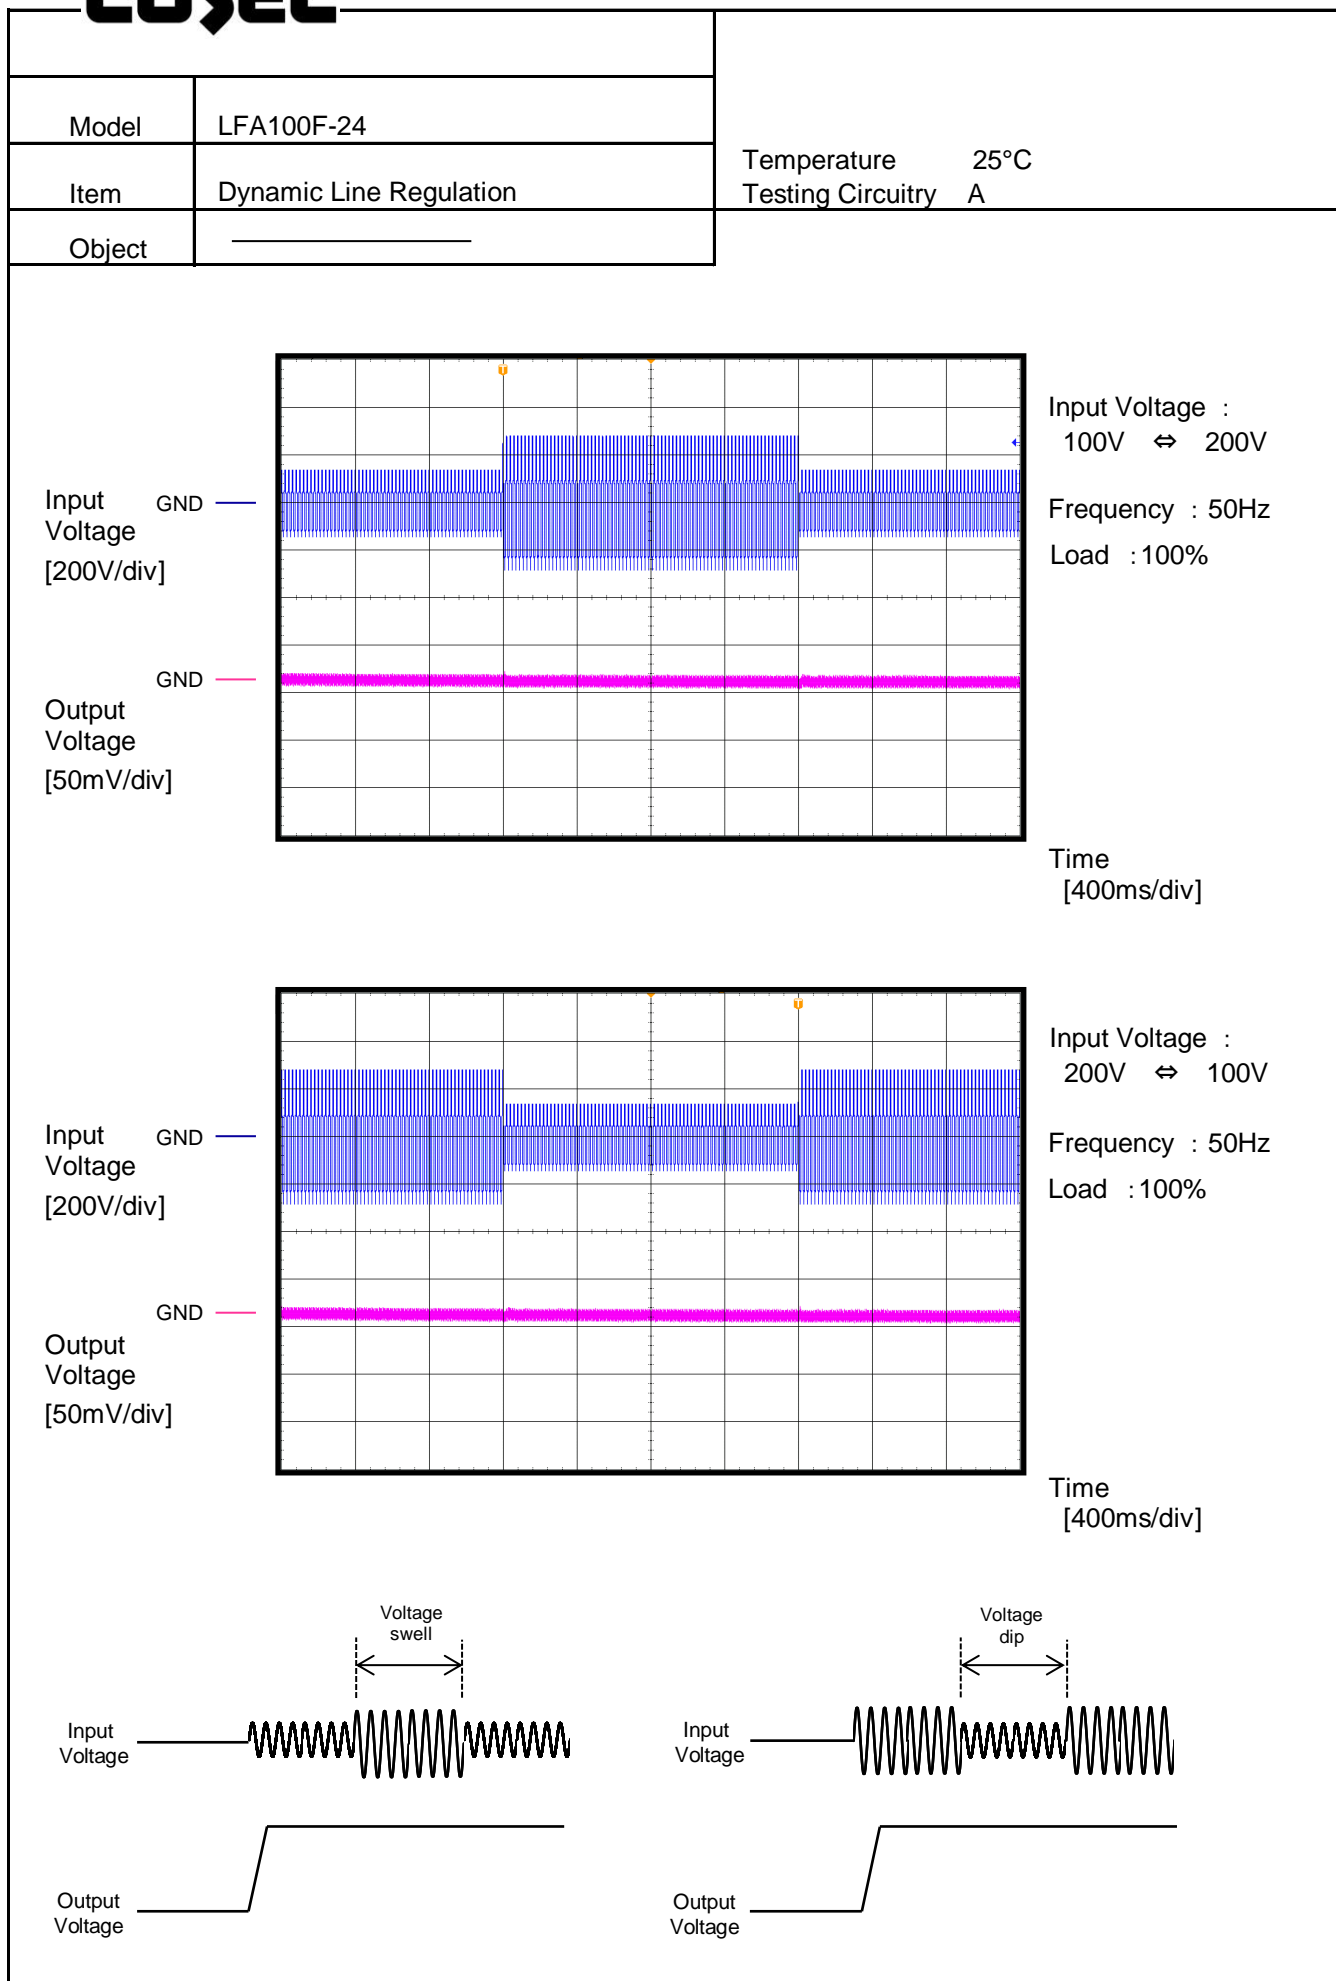 COSEL
Model LFA100F-24
Item Dynamic Line Regulation
Object
Temperature 25°C
Testing Circuitry A
T
Input Voltage :
100V ⇔ 200V
Frequency : 50Hz
Load : 100%
Input
Voltage
[200V/div]
GND
GND
Output
Voltage
[50mV/div]
Time
[400ms/div]
T
Input Voltage :
200V ⇔ 100V
Frequency : 50Hz
Load : 100%
Input
Voltage
[200V/div]
GND
GND
Output
Voltage
[50mV/div]
Time
[400ms/div]
Voltage
swell
Input
Voltage
Output
Voltage
Voltage
dip
Input
Voltage
Output
Voltage